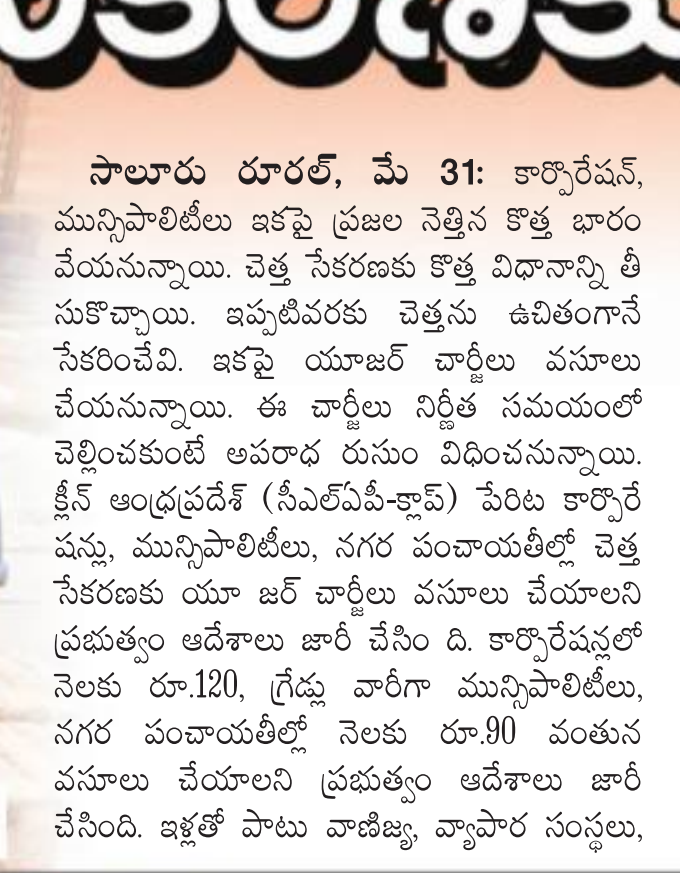 సాలూరు రూరల్, మే 31: కార్పొరేషన్,
మున్సిపాలిటీలు ఇకపై ప్రజల నెత్తిన కొత్త భారం
వేయనున్నాయి. చెత్త సేకరణకు కొత్త విధానాన్ని తీ
సుకొచ్చాయి. ఇప్పటివరకు చెత్తను ఉచితంగానే
సేకరించేవి. ఇకపై యూజర్ చార్జీలు వసూలు
చేయనున్నాయి. ఈ చార్జీలు నిర్ణీత సమయంలో
చెల్లించకుంటే అపరాధ రుసుం విధించనున్నాయి.
క్లీన్ ఆంధ్రప్రదేశ్ (సీఎల్ఏపీ-క్లాప్) పేరిట కార్పొరే
షన్లు, మున్సిపాలిటీలు, నగర పంచాయతీల్లో చెత్త
సేకరణకు యూ జర్ చార్జీలు వసూలు చేయాలని
ప్రభుత్వం ఆదేశాలు జారీ చేసిం ది. కార్పొరేషన్లలో
నెలకు రూ.120, గ్రేడ్లు వారీగా మున్సిపాలిటీలు,
నగర పంచాయతీల్లో నెలకు రూ.90 వంతున
వసూలు చేయాలని ప్రభుత్వం ఆదేశాలు జారీ
చేసింది. ఇళ్లతో పాటు వాణిజ్య, వ్యాపార సంస్థలు,